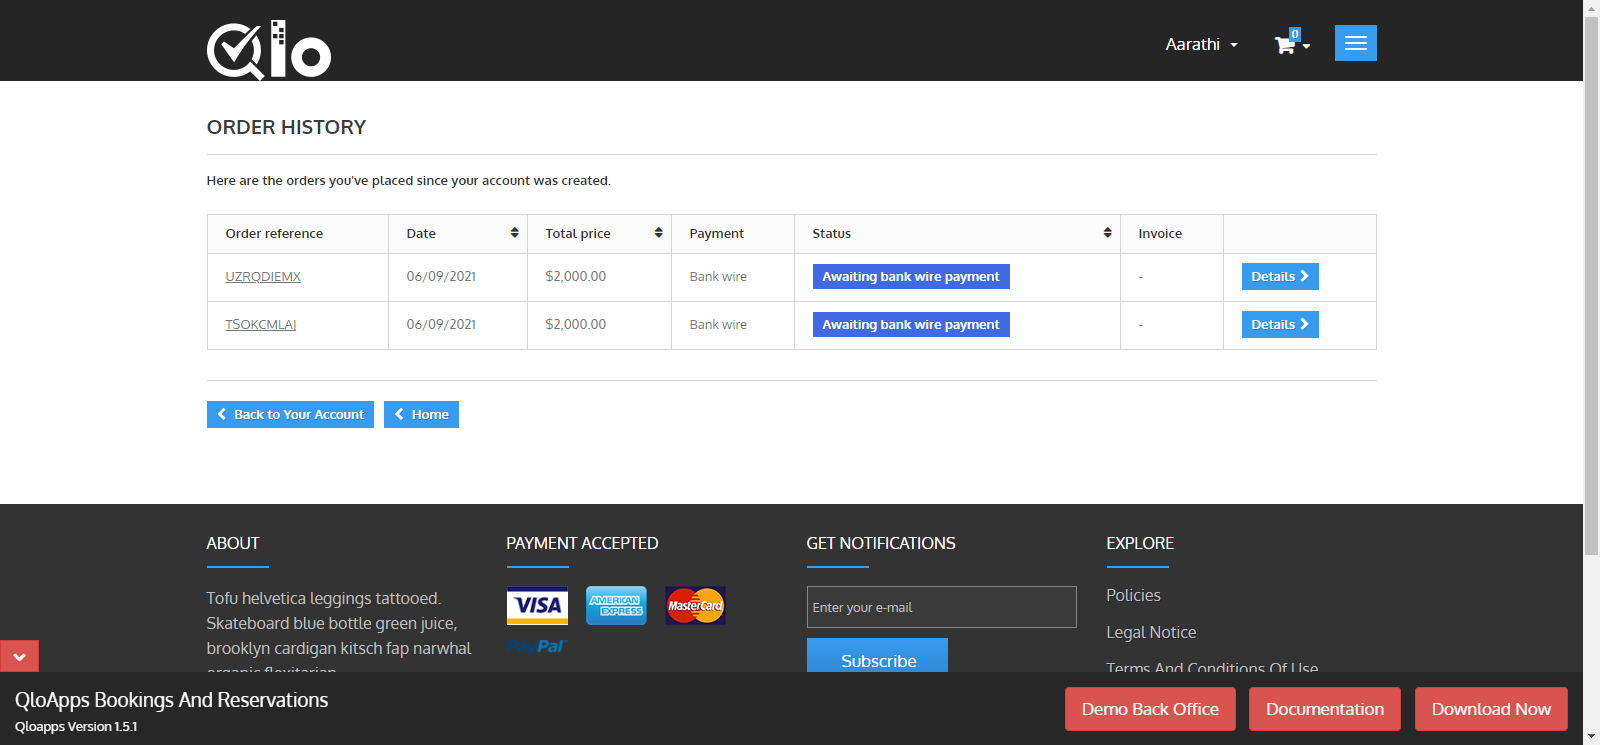 Qlo
Aarathi
0
ORDER HISTORY
Here are the orders you've placed since your account was created.
Order reference Date Total price Payment Status Invoice
UZRQDIEMX 06/09/2021 $2,000.00 Bank wire Awaiting bank wire payment - Details
TSOKCMLAJ 06/09/2021 $2,000.00 Bank wire Awaiting bank wire payment - Details
Back to Your Account Home
ABOUT
Tofu helvetica leggings tattooed.
Skateboard blue bottle green juice,
brooklyn cardigan kitsch fap narwhal
organic flexitarian
PAYMENT ACCEPTED
VISA AMERICAN EXPRESS MasterCard
PayPal
GET NOTIFICATIONS
Enter your e-mail
Subscribe
EXPLORE
Policies
Legal Notice
Terms And Conditions Of Use
QloApps Bookings And Reservations
Qloapps Version 1.5.1
Demo Back Office Documentation Download Now